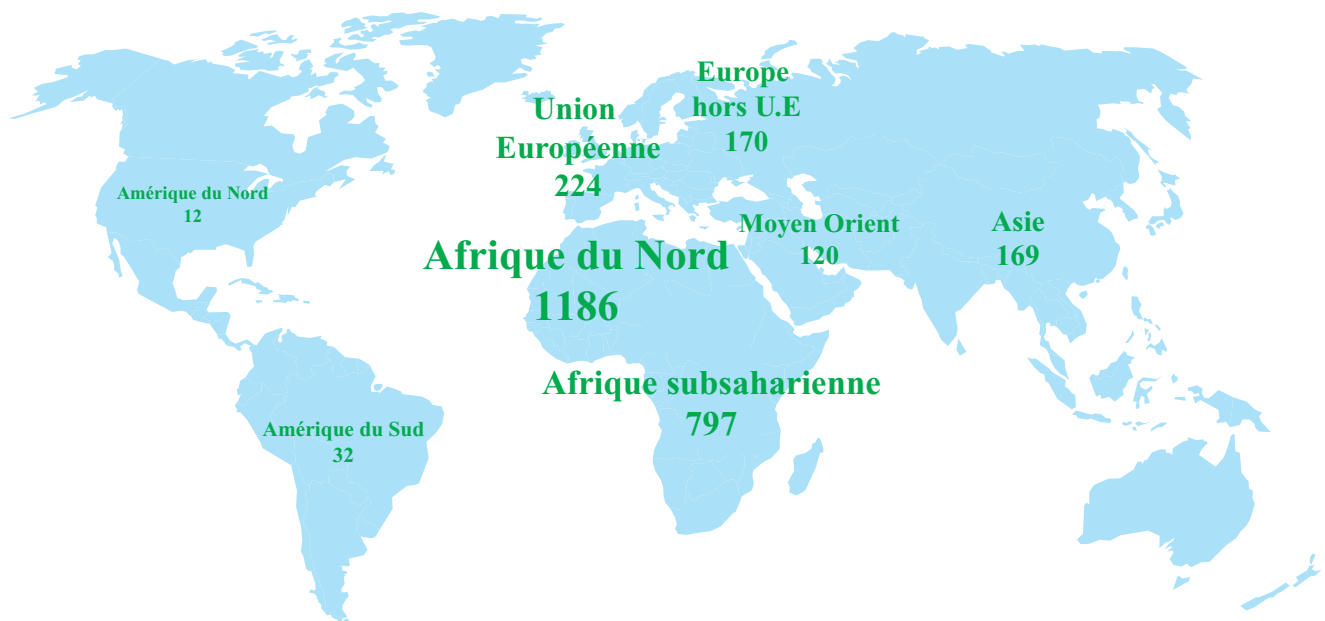 Europe
hors U.E
170
Union
Européenne
224
Amérique du Nord
12
Moyen Orient
120
Asie
169
Afrique du Nord
1186
Afrique subsaharienne
797
Amérique du Sud
32